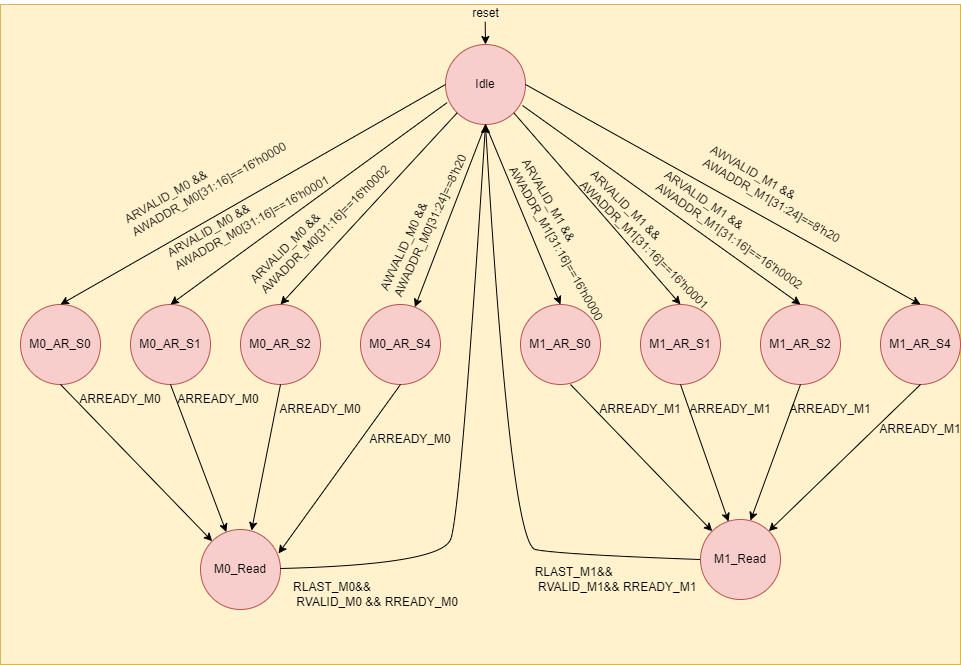 reset
Idle
ARVALID_M0 &&
AWADDR_M0[31:16]==16'h0000
ARVALID_M0 &&
AWADDR_M0[31:16]==16'h0001
ARVALID_M0 &&
AWADDR_M0[31:16]==16'h0002
AWVALID_M0 &&
AWADDR_M0[31:24]==8'h20
ARVALID_M1 &&
AWADDR_M1[31:16]==16'h0000
ARVALID_M1 &&
AWADDR_M1[31:16]==16'h0001
ARVALID_M1 &&
AWADDR_M1[31:16]==16'h0002
AWVALID_M1 &&
AWADDR_M1[31:24]==8'h20
M0_AR_S0
M0_AR_S1
M0_AR_S2
M0_AR_S4
M1_AR_S0
M1_AR_S1
M1_AR_S2
M1_AR_S4
ARREADY_M0
ARREADY_M0
ARREADY_M0
ARREADY_M0
ARREADY_M1
ARREADY_M1
ARREADY_M1
ARREADY_M1
M0_Read
M1_Read
RLAST_M0&&
RVALID_M0 && RREADY_M0
RLAST_M1&&
RVALID_M1&& RREADY_M1